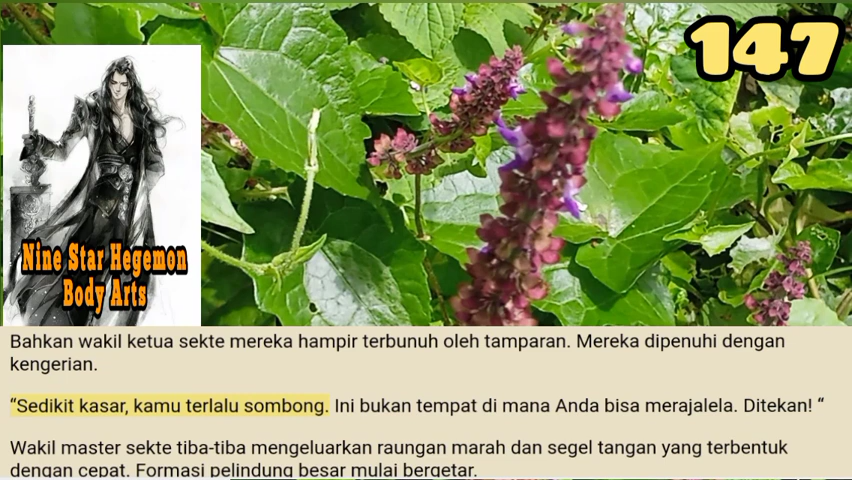 147
Nine Star Hegemon
Body Arts
Bahkan wakil ketua sekte mereka hampir terbunuh oleh tamparan. Mereka dipenuhi dengan
kengerian.
“Sedikit kasar, kamu terlalu sombong. Ini bukan tempat di mana Anda bisa merajalela. Ditekan! “
Wakil master sekte tiba-tiba mengeluarkan raungan marah dan segel tangan yang terbentuk
dengan cepat. Formasi pelindung besar mulai bergetar.